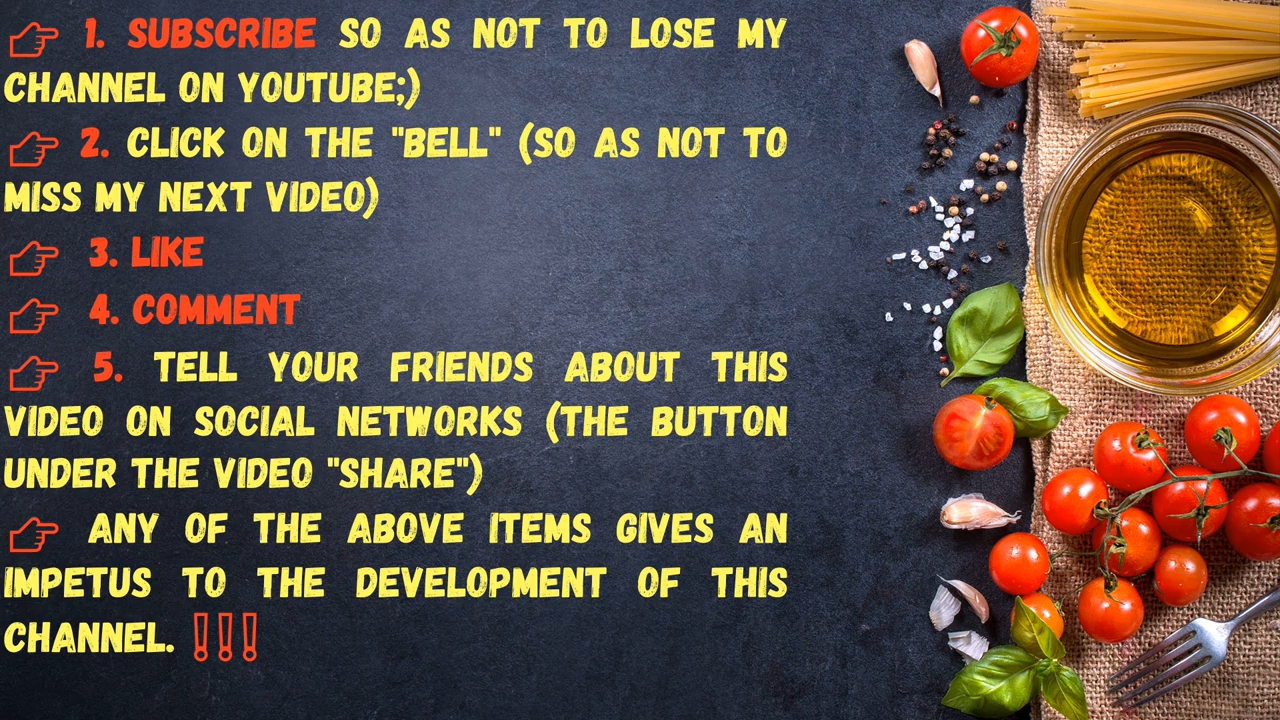 👉 1. SUBSCRIBE SO AS NOT TO LOSE MY
CHANNEL ON YOUTUBE;)
👉 2. CLICK ON THE "BELL" (SO AS NOT TO
MISS MY NEXT VIDEO)
👉 3. LIKE
👉 4. COMMENT
👉 5. TELL YOUR FRIENDS ABOUT THIS
VIDEO ON SOCIAL NETWORKS (THE BUTTON
UNDER THE VIDEO "SHARE")
👉 ANY OF THE ABOVE ITEMS GIVES AN
IMPETUS TO THE DEVELOPMENT OF THIS
CHANNEL. ❗❗❗